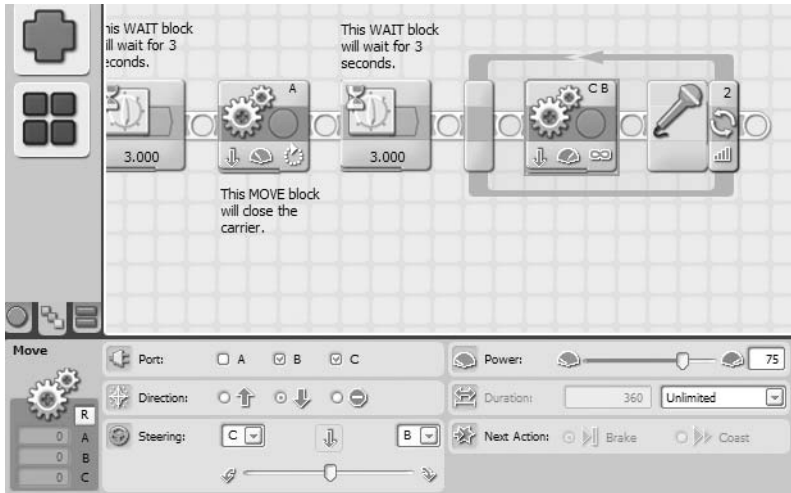 his WAIT block
ill wait for 3
econds.
This WAIT block
will wait for 3
seconds.
A
C B
2
3.000
3.000
This MOVE block
will close the
carrier.
Move
R
0 A
0 B
0 C
Port: A B C
Direction:
Steering: C B
Power: 75
Duration: 360 Unlimited
Next Action: Brake Coast